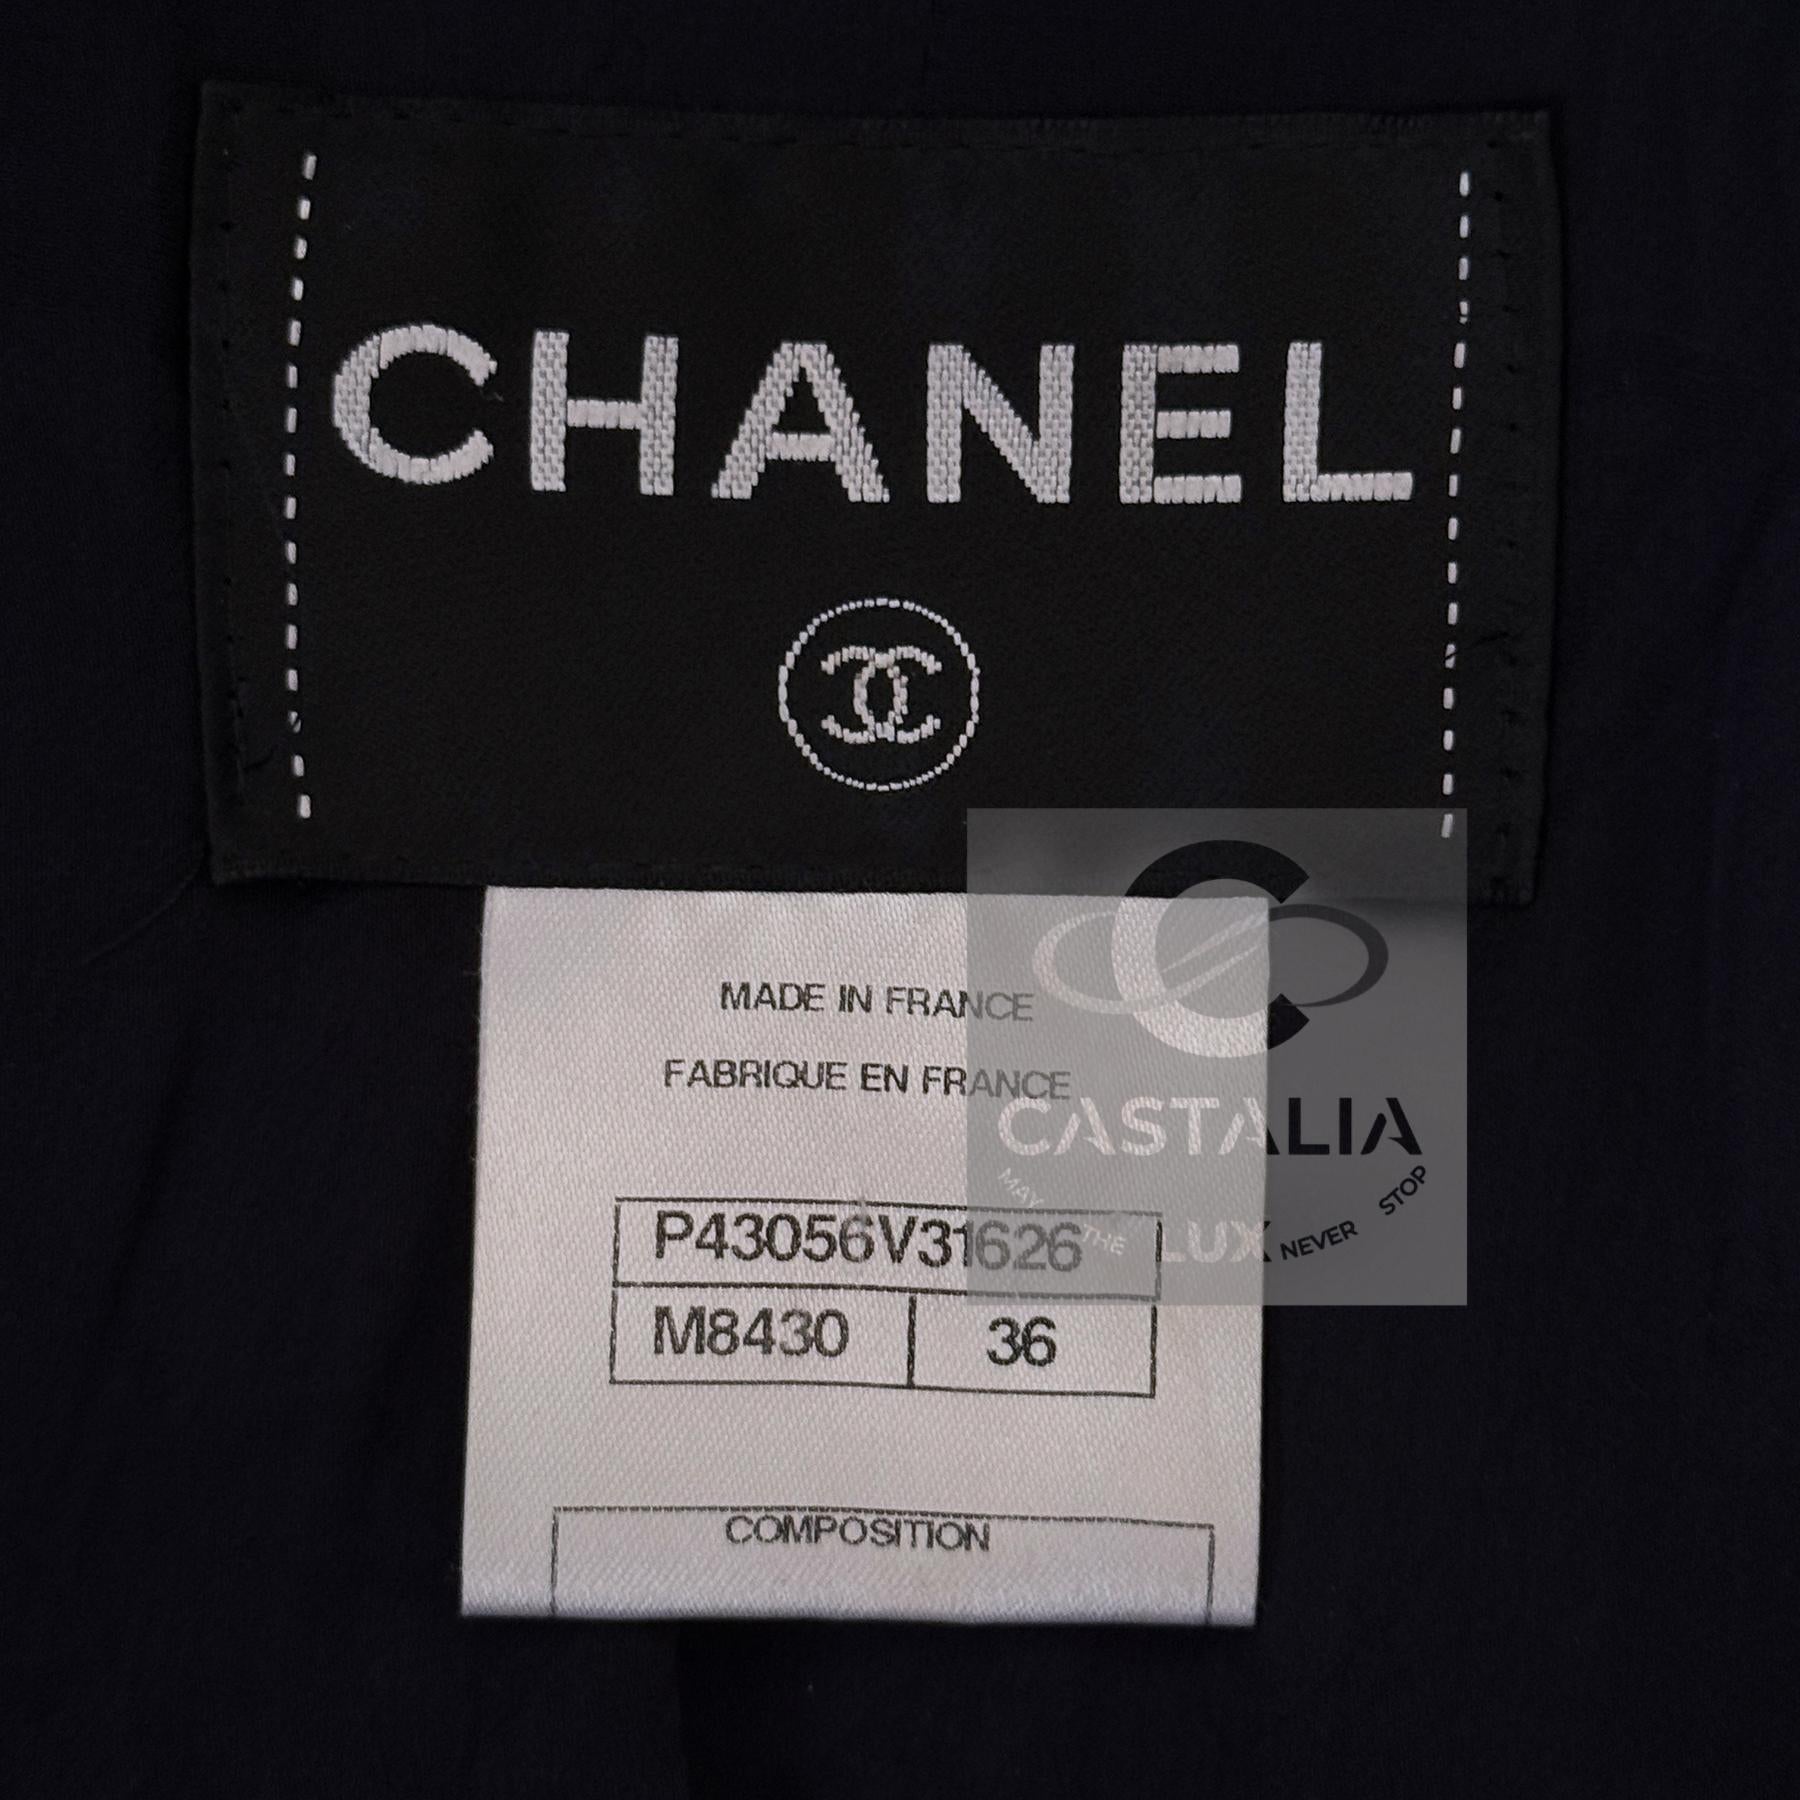 CHANEL
MADE IN FRANCE
FABRIQUE EN FRANCE
CASTALIA
MAY THE LUX NEVER STOP
P43056V31626
M8430 36
COMPOSITION